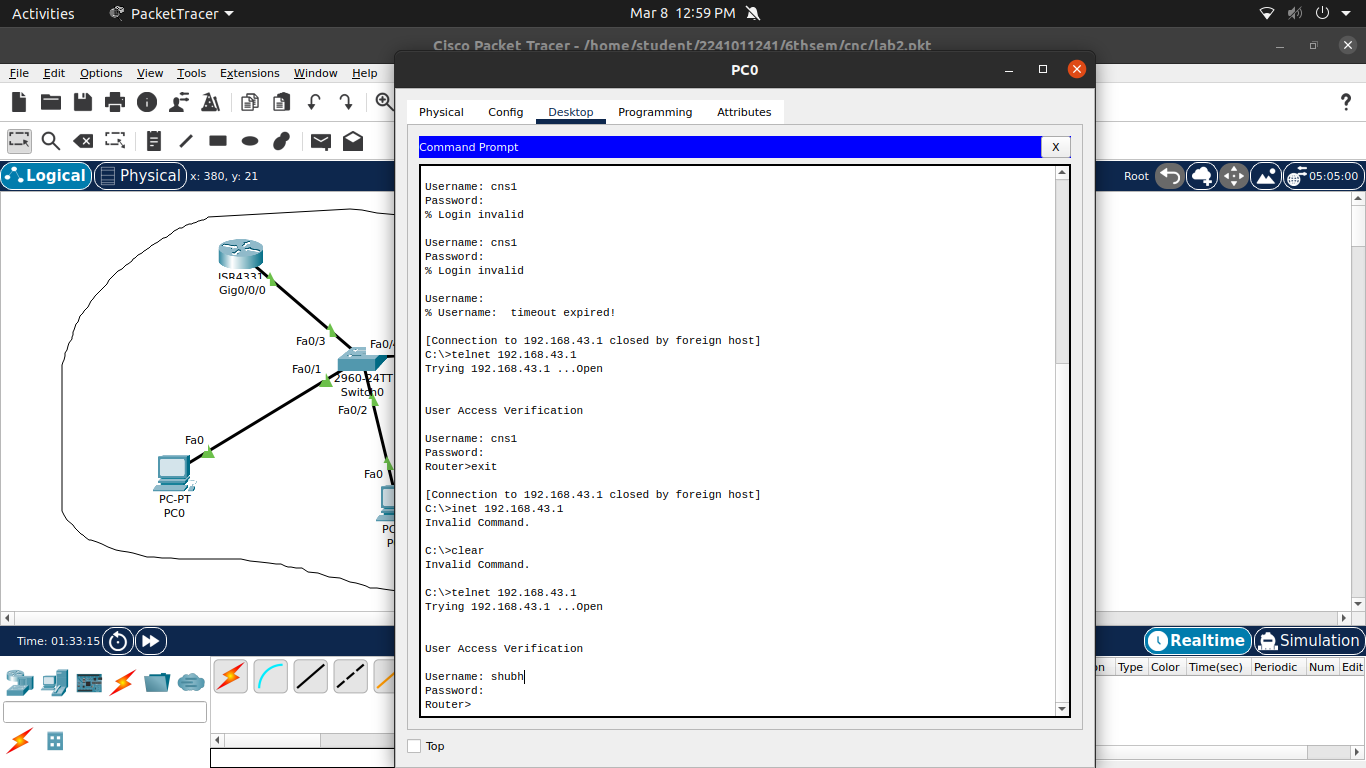 Activities PacketTracer Mar 8 12:59 PM
Cisco Packet Tracer - /home/student/2241011241/6thsem/cnc/lab2.pkt
PC0
File Edit Options View Tools Extensions Window Help
Physical Config Desktop Programming Attributes
?
Command Prompt X
Logical Physical x: 380, y: 21 Root 05:05:00
Username: cns1
Password:
% Login invalid
Username: cns1
Password:
% Login invalid
Username:
% Username: timeout expired!
[Connection to 192.168.43.1 closed by foreign host]
C:\>telnet 192.168.43.1
Trying 192.168.43.1 ...Open
User Access Verification
Username: cns1
Password:
Router>exit
[Connection to 192.168.43.1 closed by foreign host]
C:\>inet 192.168.43.1
Invalid Command.
C:\>clear
Invalid Command.
C:\>telnet 192.168.43.1
Trying 192.168.43.1 ...Open
User Access Verification
Username: shubh
Password:
Router>
Top
ISR4331
Gig0/0/0
Fa0/3
Fa0/1
2960-24TT
Switch0
Fa0/2
Fa0
PC-PT
PC0
Fa0
Time: 01:33:15 Realtime Simulation
Type Color Time(sec) Periodic Num Edit